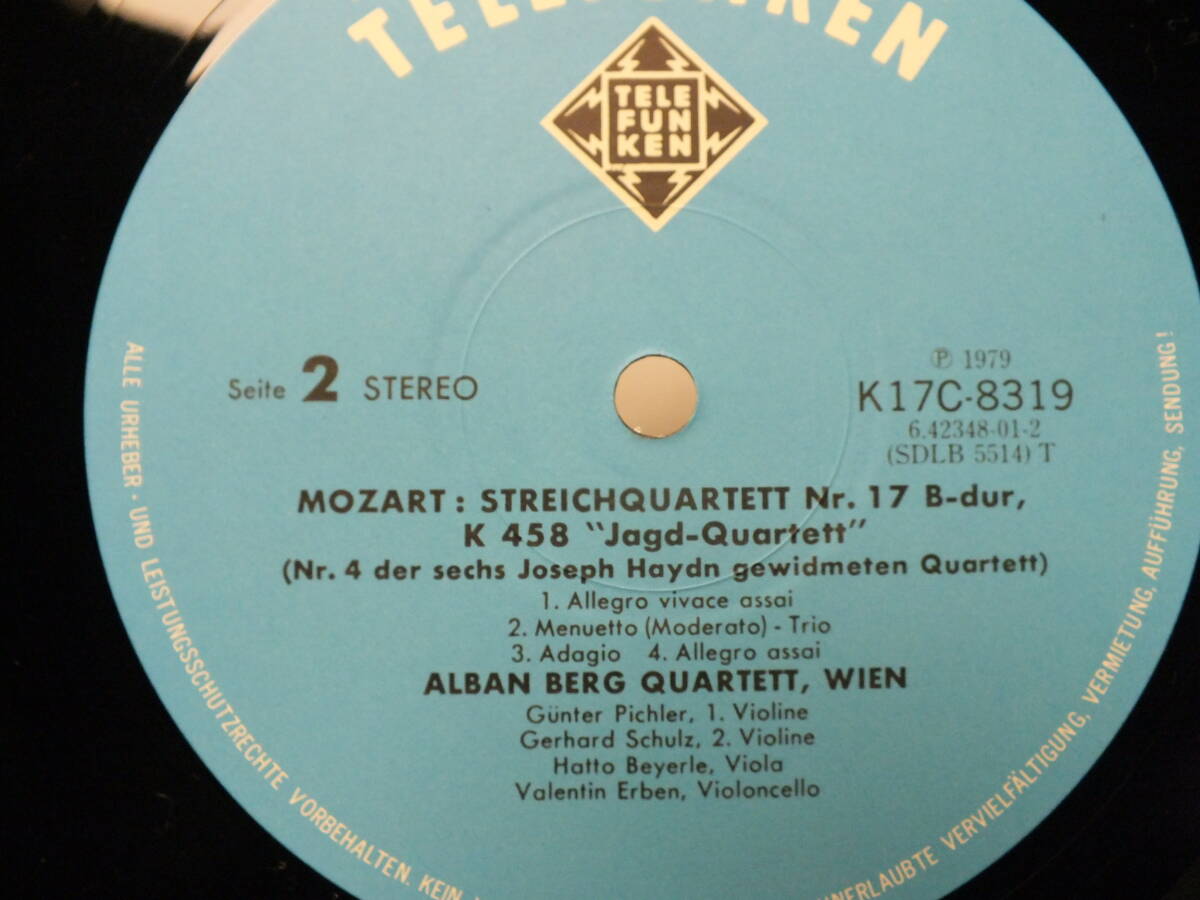 TELEFUNKEN
TELE
FUN
KEN
Seite 2 STEREO
Ⓟ 1979
K17C-8319
6.42348-01-2
(SDLB 5514) T
MOZART: STREICHQUARTETT Nr. 17 B-dur,
K 458 "Jagd-Quartett"
(Nr. 4 der sechs Joseph Haydn gewidmeten Quartett)
1. Allegro vivace assai
2. Menuetto (Moderato) - Trio
3. Adagio 4. Allegro assai
ALBAN BERG QUARTETT, WIEN
Günter Pichler, 1. Violine
Gerhard Schulz, 2. Violine
Hatto Beyerle, Viola
Valentin Erben, Violoncello
ALLE URHEBER- UND LEISTUNGSSCHUTZRECHTE VORBEHALTEN. KEIN
UNERLAUBTE VERVIELFÄLTIGUNG, VERMIETUNG, AUFFÜHRUNG, SENDUNG!